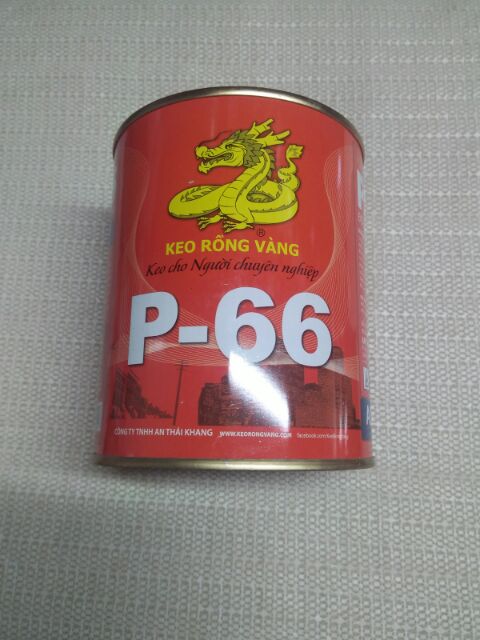 ®
KEO RỒNG VÀNG
Keo cho Người chuyên nghiệp
P-66
CÔNG TY TNHH AN THÁI KHANG WWW.KEORONGVANG.COM